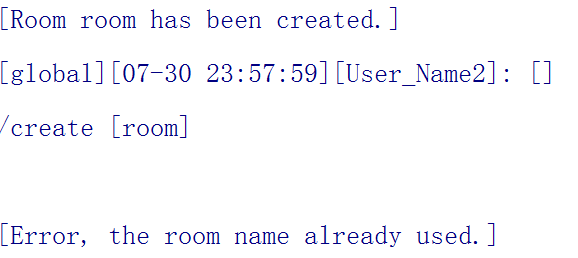 [Room room has been created.]
[global][07-30 23:57:59][User_Name2]: []
/create [room]
[Error, the room name already used.]